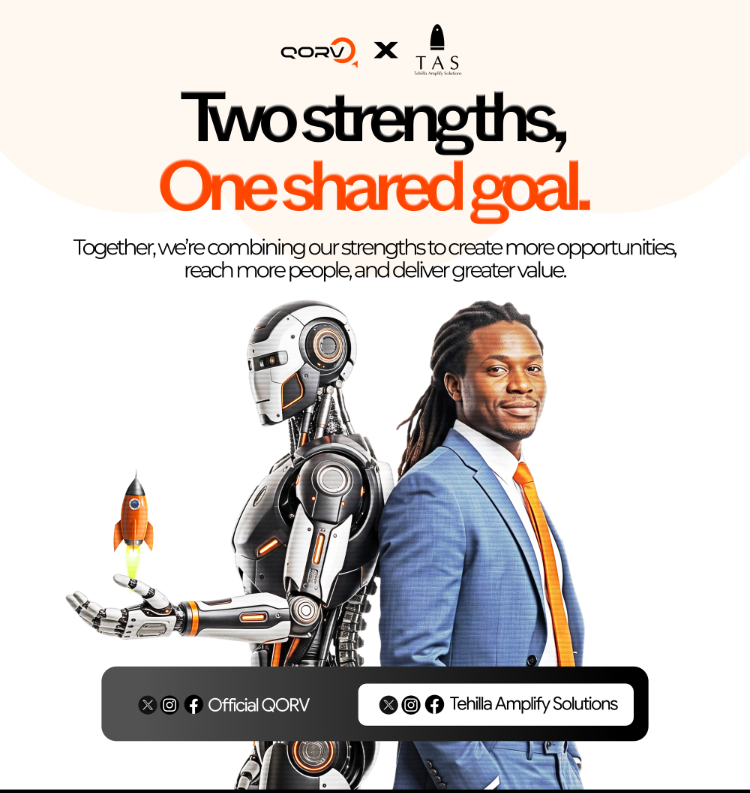 QORV X TAS
Tehilla Amplify Solutions
Two strengths,
One shared goal.
Together, we're combining our strengths to create more opportunities,
reach more people, and deliver greater value.
Official QORV
Tehilla Amplify Solutions